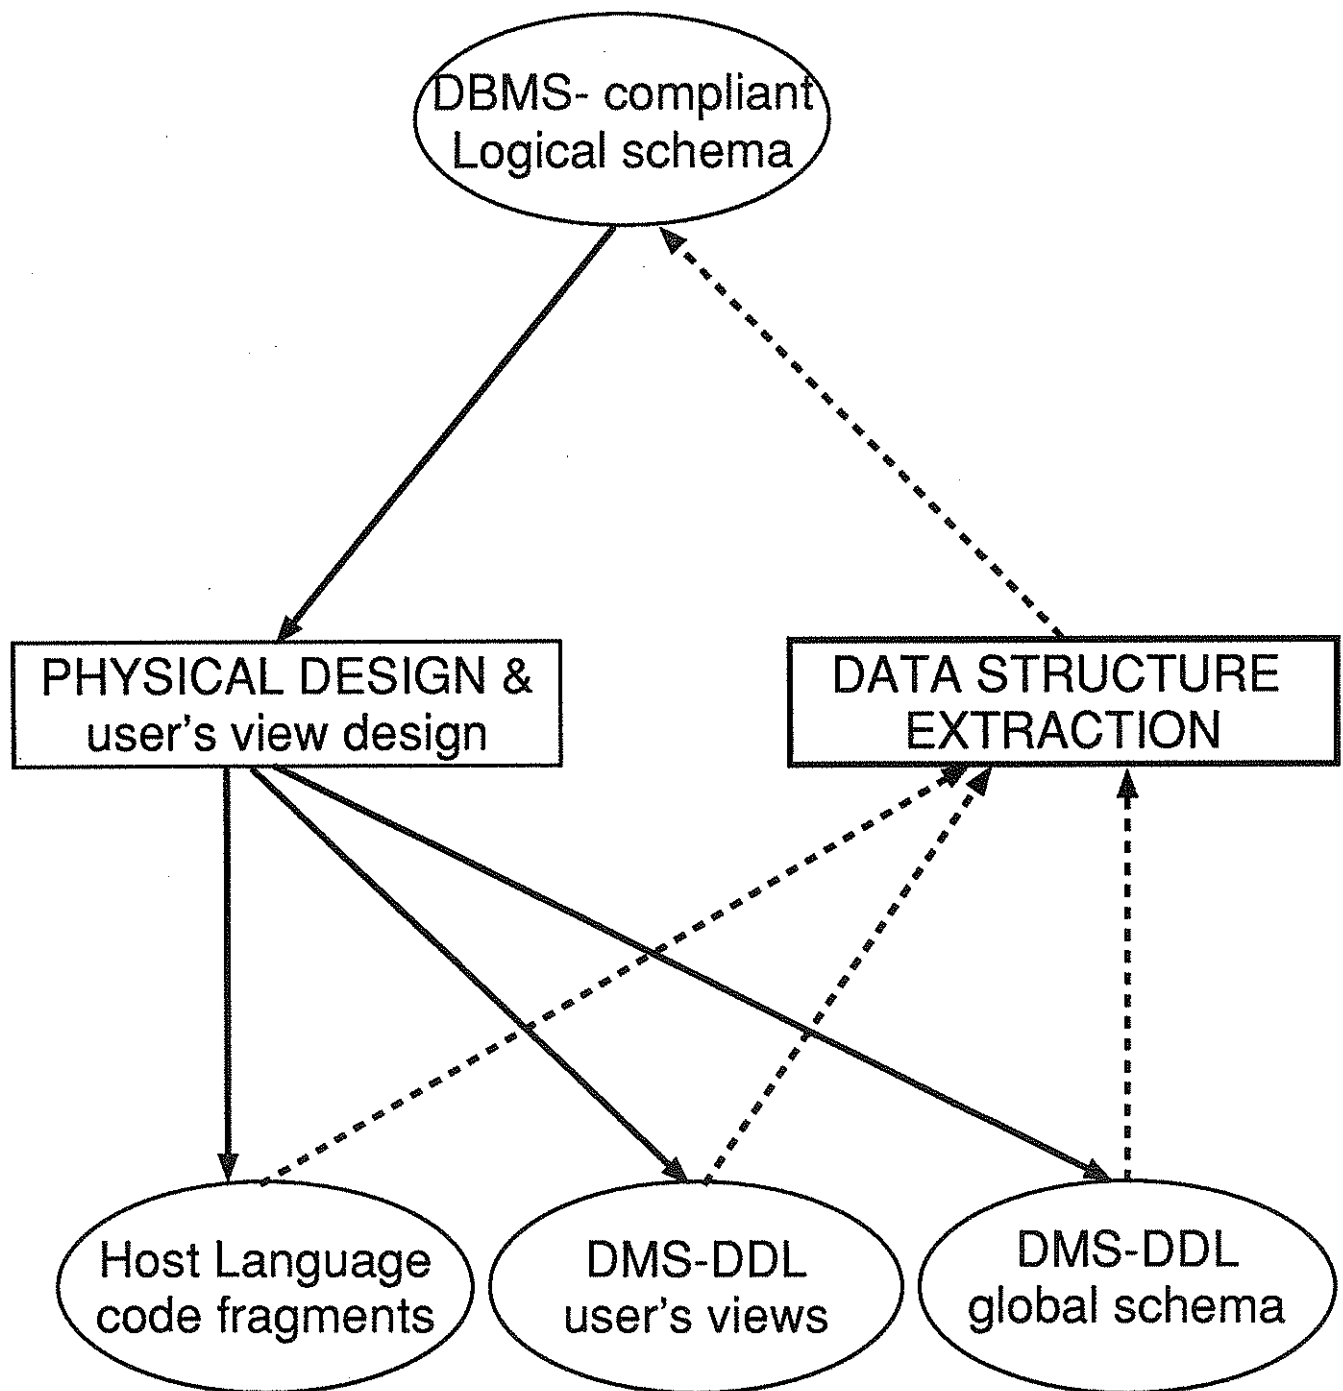 DBMS- compliant
Logical schema
PHYSICAL DESIGN &
user's view design
DATA STRUCTURE
EXTRACTION
Host Language
code fragments
DMS-DDL
user's views
DMS-DDL
global schema